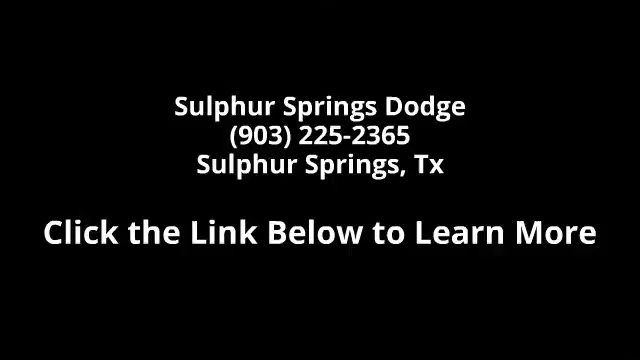 Sulphur Springs Dodge
(903) 225-2365
Sulphur Springs, Tx
Click the Link Below to Learn More